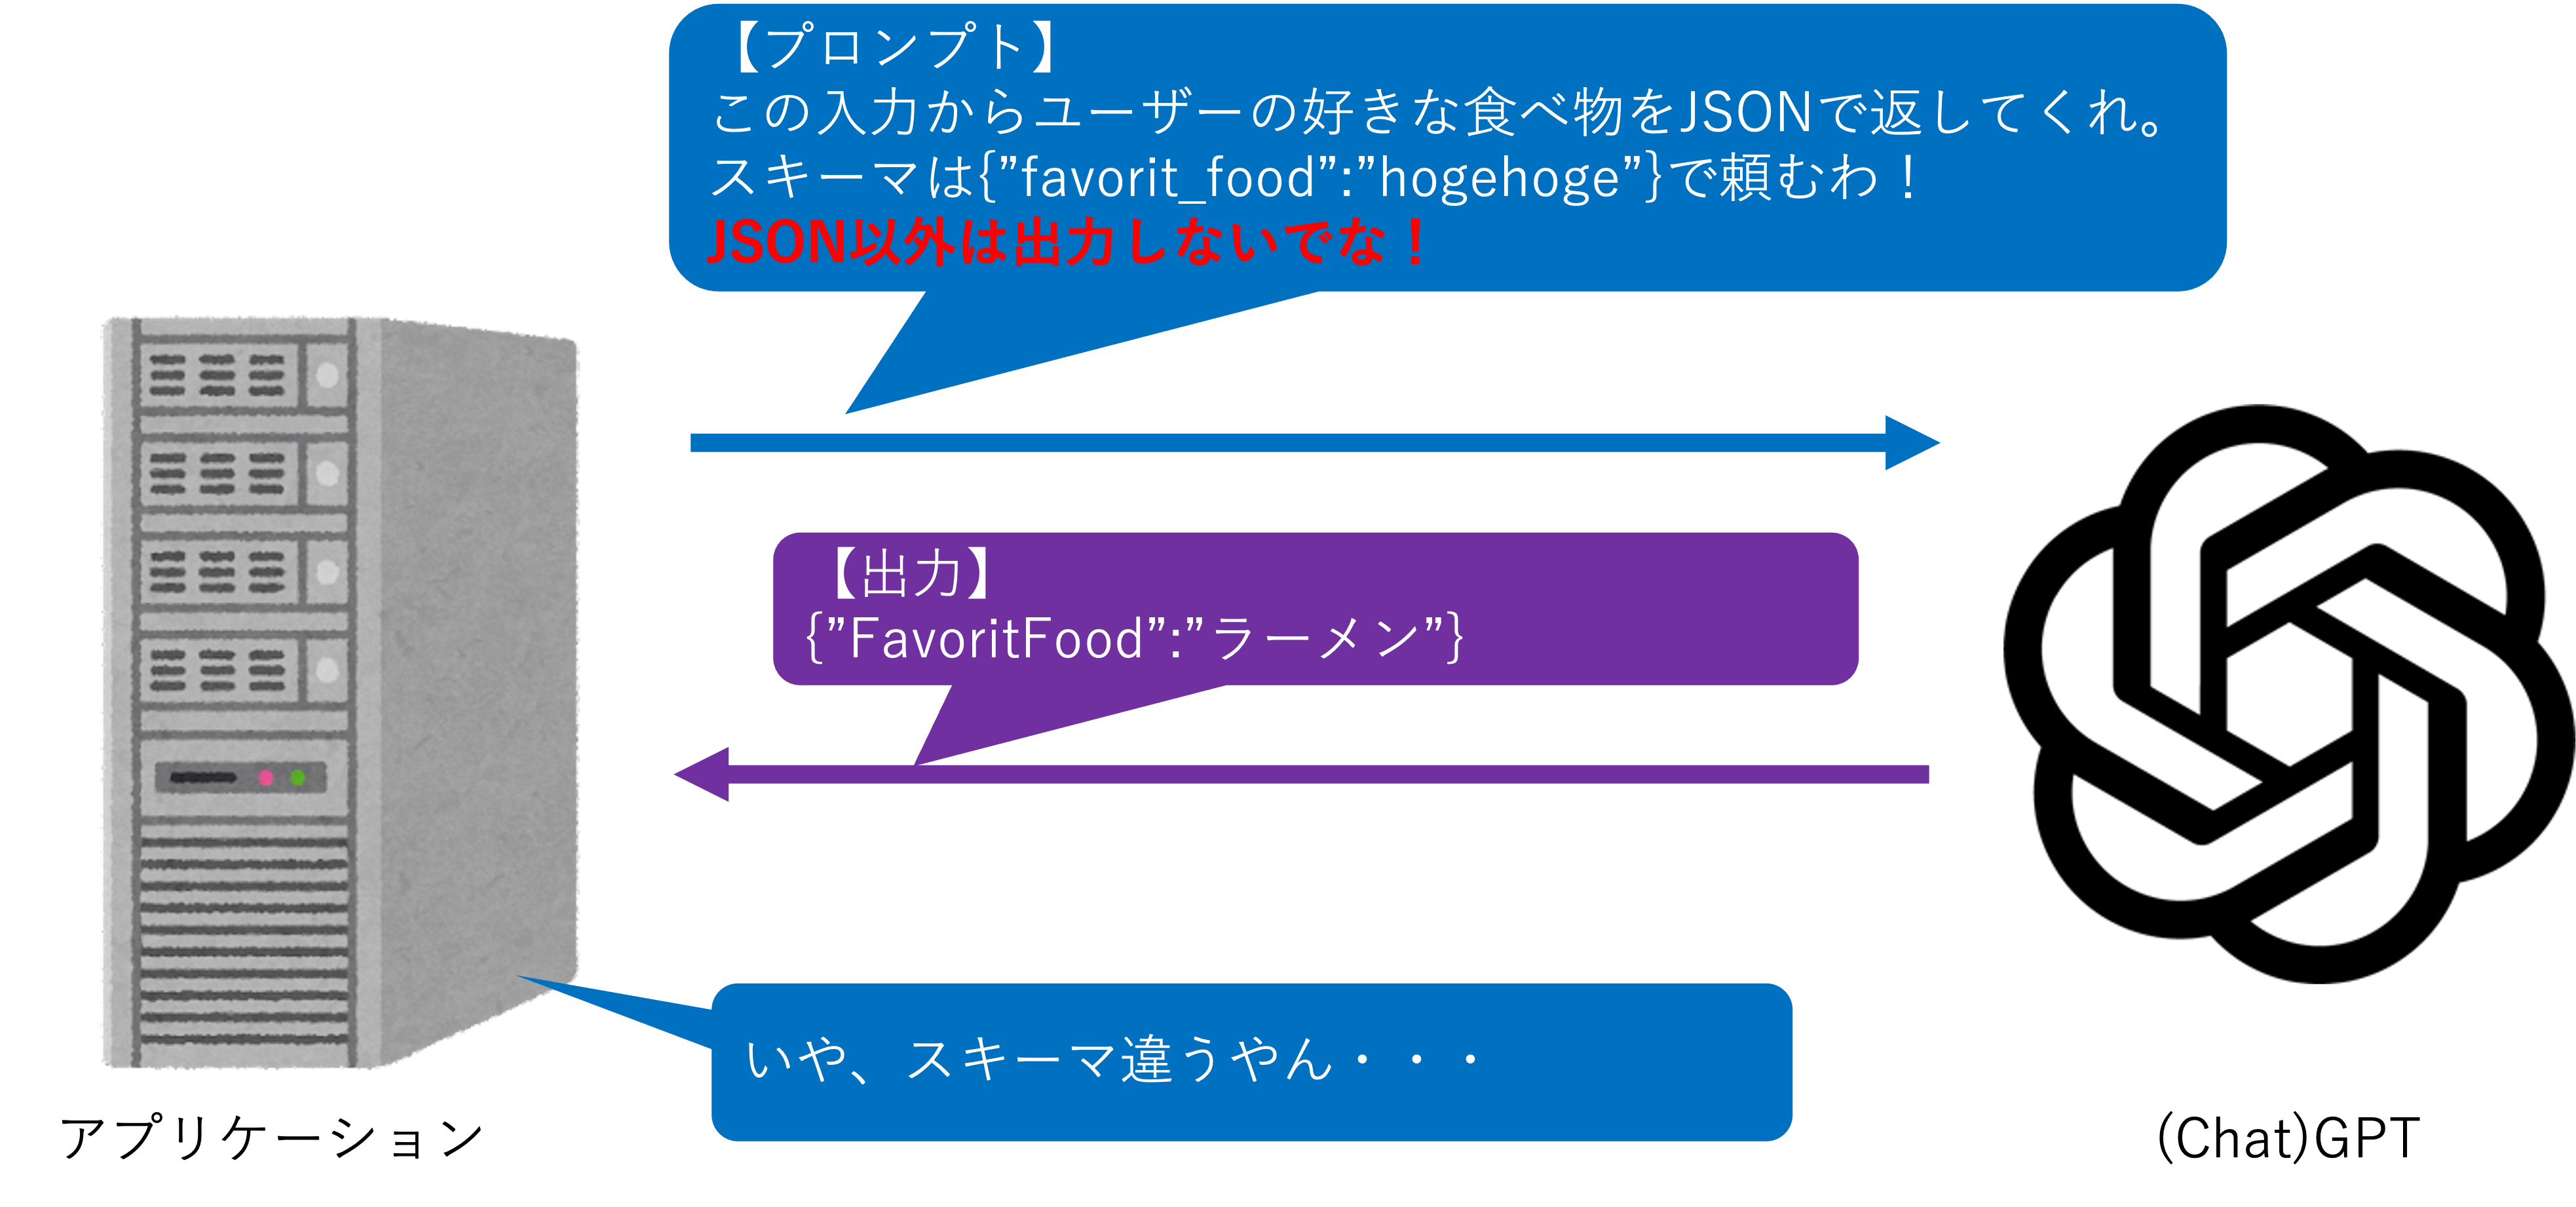 【プロンプト】
この入力からユーザーの好きな食べ物をJSONで返してくれ。
スキーマは{”favorit_food”:”hogehoge”}で頼むわ！
JSON以外は出力しないでな！
【出力】
{”FavoritFood”:”ラーメン”}
いや、スキーマ違うやん・・・
アプリケーション
(Chat)GPT